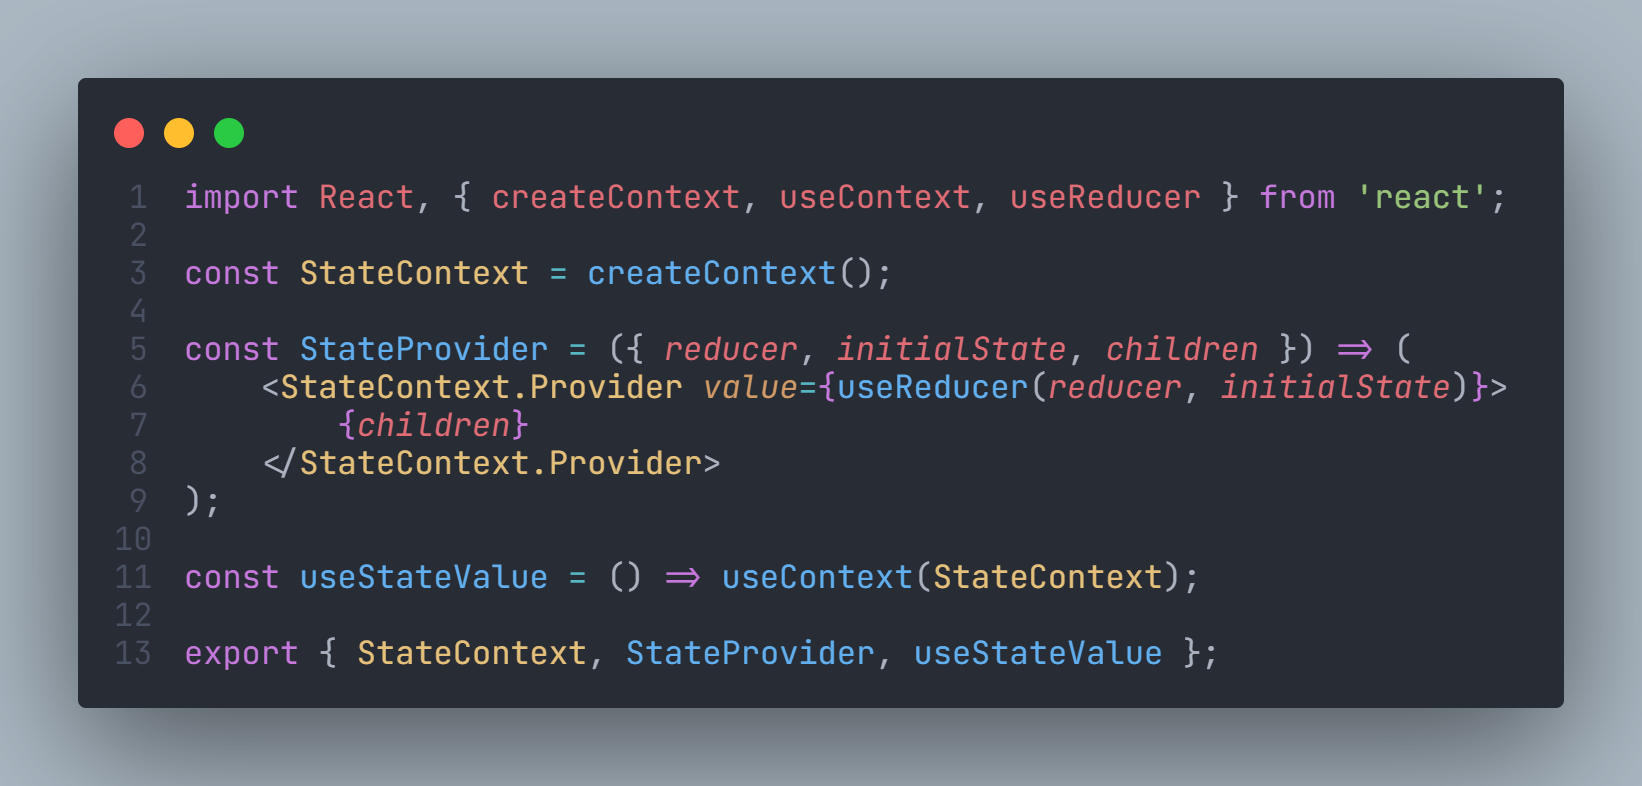 1 import React, { createContext, useContext, useReducer } from 'react';
2
3 const StateContext = createContext();
4
5 const StateProvider = ({ reducer, initialState, children }) => (
6     <StateContext.Provider value={useReducer(reducer, initialState)}>
7         {children}
8     </StateContext.Provider>
9 );
10
11 const useStateValue = () => useContext(StateContext);
12
13 export { StateContext, StateProvider, useStateValue };